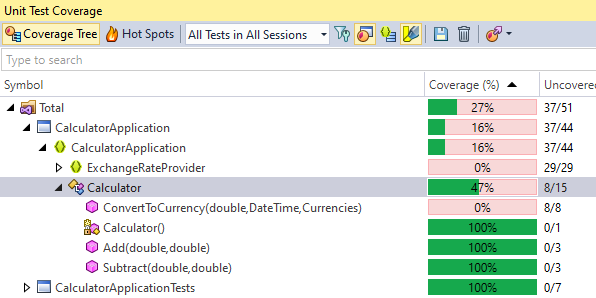 Unit Test Coverage
Coverage Tree Hot Spots All Tests in All Sessions
Type to search
Symbol Coverage (%) Uncovere
Total 27% 37/51
CalculatorApplication 16% 37/44
CalculatorApplication 16% 37/44
ExchangeRateProvider 0% 29/29
Calculator 47% 8/15
ConvertToCurrency(double,DateTime,Currencies) 0% 8/8
Calculator() 100% 0/1
Add(double,double) 100% 0/3
Subtract(double,double) 100% 0/3
CalculatorApplicationTests 100% 0/7